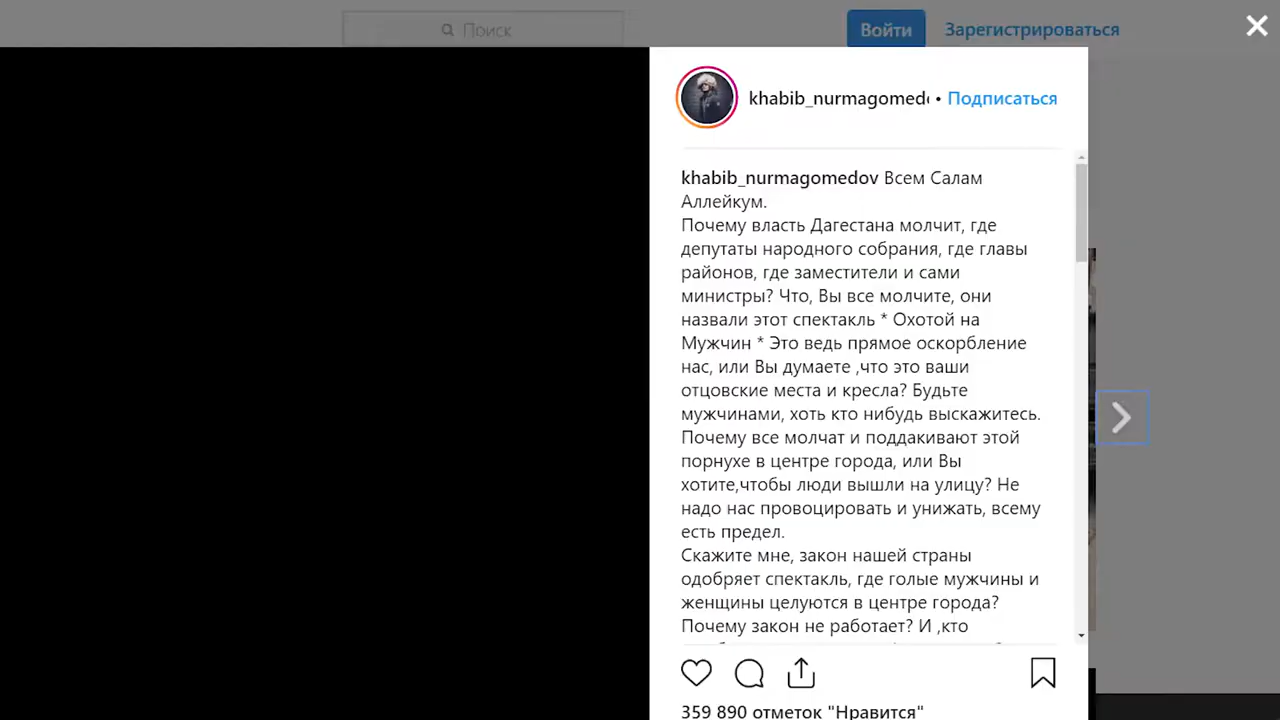 Поиск
Войти
Зарегистрироваться
khabib_nurmagomed • Подписаться
khabib_nurmagomedov Всем Салам
Аллейкум.
Почему власть Дагестана молчит, где
депутаты народного собрания, где главы
районов, где заместители и сами
министры? Что, Вы все молчите, они
назвали этот спектакль * Охотой на
Мужчин * Это ведь прямое оскорбление
нас, или Вы думаете ,что это ваши
отцовские места и кресла? Будьте
мужчинами, хоть кто нибудь выскажитесь.
Почему все молчат и поддакивают этой
порнухе в центре города, или Вы
хотите,чтобы люди вышли на улицу? Не
надо нас провоцировать и унижать, всему
есть предел.
Скажите мне, закон нашей страны
одобряет спектакль, где голые мужчины и
женщины целуются в центре города?
Почему закон не работает? И ,кто
359 890 отметок "Нравится"